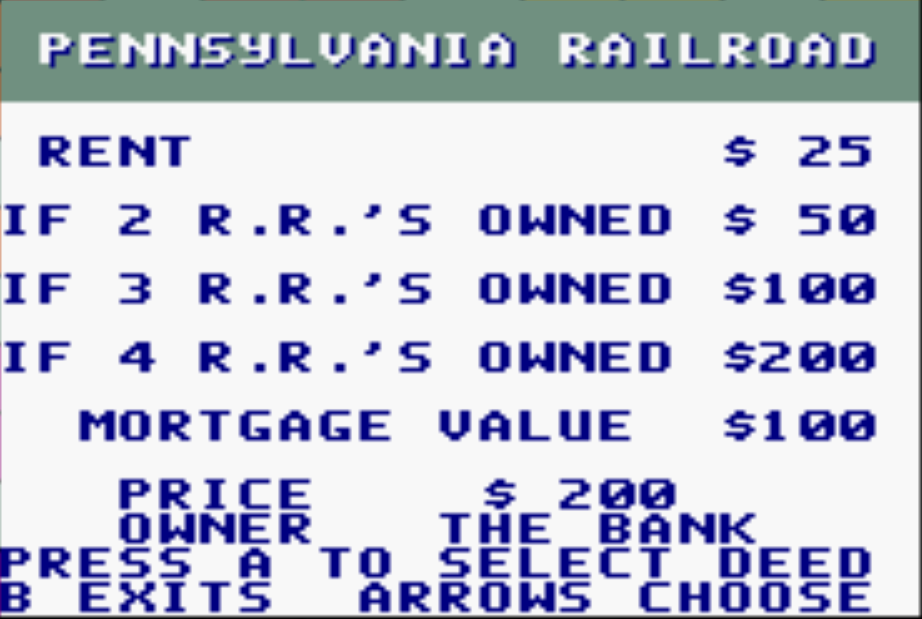 PENNSYLVANIA RAILROAD
RENT $ 25
IF 2 R.R.'S OWNED $ 50
IF 3 R.R.'S OWNED $100
IF 4 R.R.'S OWNED $200
MORTGAGE VALUE $100
PRICE $ 200
OWNER THE BANK
PRESS A TO SELECT DEED
B EXITS ARROWS CHOOSE